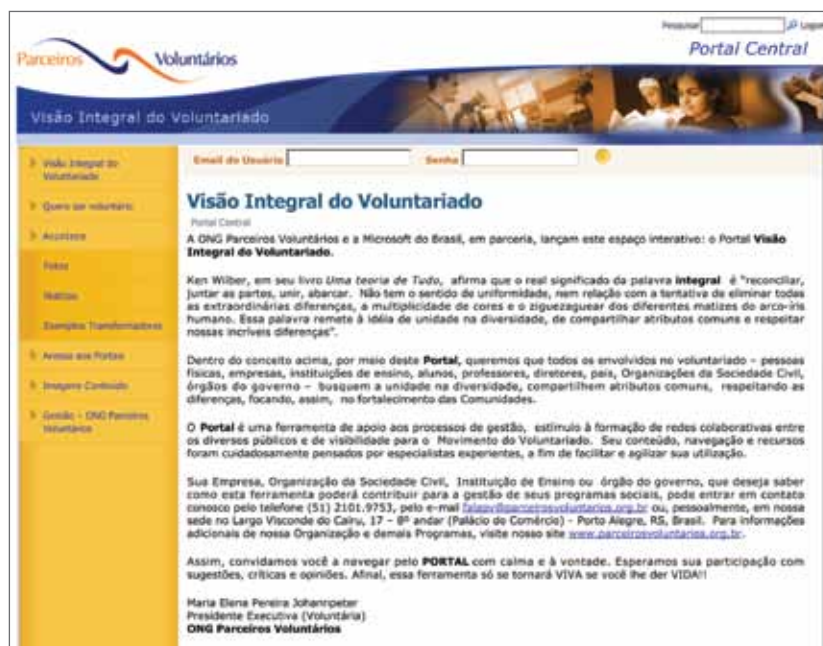 Pesquisar Logon
Parceiros Voluntários
Portal Central
Visão Integral do Voluntariado
Email do Usuário Senha
Visão Integral do
Voluntariado
Quero ser voluntário
Acontece
Fotos
Notícias
Exemplos Transformadores
Acesso aos Portais
Imagens Conteúdo
Gestão - ONG Parceiros
Voluntários
Visão Integral do Voluntariado
Portal Central
A ONG Parceiros Voluntários e a Microsoft do Brasil, em parceria, lançam este espaço interativo: o Portal Visão
Integral do Voluntariado.
Ken Wilber, em seu livro Uma teoria de Tudo, afirma que o real significado da palavra integral é "reconciliar,
juntar as partes, unir, abarcar. Não tem o sentido de uniformidade, nem relação com a tentativa de eliminar todas
as extraordinárias diferenças, a multiplicidade de cores e o ziguezaguear dos diferentes matizes do arco-íris
humano. Essa palavra remete à idéia de unidade na diversidade, de compartilhar atributos comuns e respeitar
nossas incríveis diferenças".
Dentro do conceito acima, por meio deste Portal, queremos que todos os envolvidos no voluntariado – pessoas
físicas, empresas, instituições de ensino, alunos, professores, diretores, pais, Organizações da Sociedade Civil,
órgãos do governo – busquem a unidade na diversidade, compartilhem atributos comuns, respeitando as
diferenças, focando, assim, no fortalecimento das Comunidades.
O Portal é uma ferramenta de apoio aos processos de gestão, estímulo à formação de redes colaborativas entre
os diversos públicos e de visibilidade para o Movimento do Voluntariado. Seu conteúdo, navegação e recursos
foram cuidadosamente pensados por especialistas experientes, a fim de facilitar e agilizar sua utilização.
Sua Empresa, Organização da Sociedade Civil, Instituição de Ensino ou órgão do governo, que deseja saber
como esta ferramenta poderá contribuir para a gestão de seus programas sociais, pode entrar em contato
conosco pelo telefone (51) 2101.9753, pelo e-mail falapv@parceirosvoluntarios.org.br ou, pessoalmente, em nossa
sede no Largo Visconde do Cairu, 17 – 8º andar (Palácio do Comércio) - Porto Alegre, RS, Brasil. Para informações
adicionais de nossa Organização e demais Programas, visite nosso site www.parceirosvoluntarios.org.br.
Assim, convidamos você a navegar pelo PORTAL com calma e à vontade. Esperamos sua participação com
sugestões, críticas e opiniões. Afinal, essa ferramenta só se tornará VIVA se você lhe der VIDA!!
Maria Elena Pereira Johannpeter
Presidente Executiva (Voluntária)
ONG Parceiros Voluntários